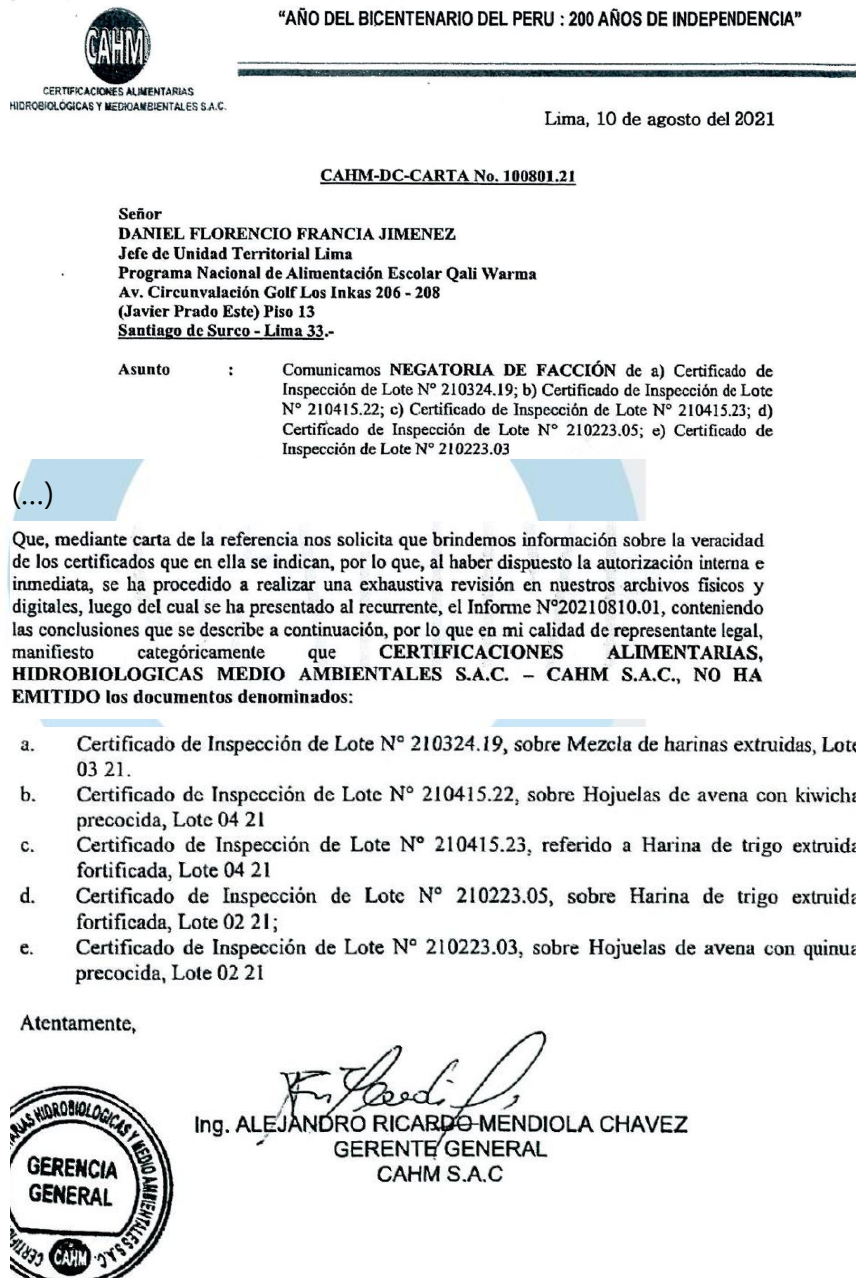 "AÑO DEL BICENTENARIO DEL PERU : 200 AÑOS DE INDEPENDENCIA"
CAHM
CERTIFICACIONES ALIMENTARIAS
HIDROBIOLÓGICAS Y MEDIOAMBIENTALES S.A.C.
Lima, 10 de agosto del 2021
CAHM-DC-CARTA No. 100801.21
Señor
DANIEL FLORENCIO FRANCIA JIMENEZ
Jefe de Unidad Territorial Lima
Programa Nacional de Alimentación Escolar Qali Warma
Av. Circunvalación Golf Los Inkas 206 - 208
(Javier Prado Este) Piso 13
Santiago de Surco - Lima 33.-
Asunto : Comunicamos NEGATORIA DE FACCIÓN de a) Certificado de
Inspección de Lote N° 210324.19; b) Certificado de Inspección de Lote
N° 210415.22; c) Certificado de Inspección de Lote N° 210415.23; d)
Certificado de Inspección de Lote N° 210223.05; e) Certificado de
Inspección de Lote N° 210223.03
(...)
Que, mediante carta de la referencia nos solicita que brindemos información sobre la veracidad
de los certificados que en ella se indican, por lo que, al haber dispuesto la autorización interna e
inmediata, se ha procedido a realizar una exhaustiva revisión en nuestros archivos físicos y
digitales, luego del cual se ha presentado al recurrente, el Informe N°20210810.01, conteniendo
las conclusiones que se describe a continuación, por lo que en mi calidad de representante legal,
manifiesto categóricamente que CERTIFICACIONES ALIMENTARIAS,
HIDROBIOLOGICAS MEDIO AMBIENTALES S.A.C. – CAHM S.A.C., NO HA
EMITIDO los documentos denominados:
a. Certificado de Inspección de Lote N° 210324.19, sobre Mezcla de harinas extruidas, Lote
03 21.
b. Certificado de Inspección de Lote N° 210415.22, sobre Hojuelas de avena con kiwicha
precocida, Lote 04 21
c. Certificado de Inspección de Lote N° 210415.23, referido a Harina de trigo extruida
fortificada, Lote 04 21
d. Certificado de Inspección de Lote N° 210223.05, sobre Harina de trigo extruida
fortificada, Lote 02 21;
e. Certificado de Inspección de Lote N° 210223.03, sobre Hojuelas de avena con quinua
precocida, Lote 02 21
Atentamente,
Ing. ALEJANDRO RICARDO MENDIOLA CHAVEZ
GERENTE GENERAL
CAHM S.A.C
HIDROBIOLOGICAS Y MEDIO AMBIENTALES S.A.C.
GERENCIA
GENERAL
CAHM